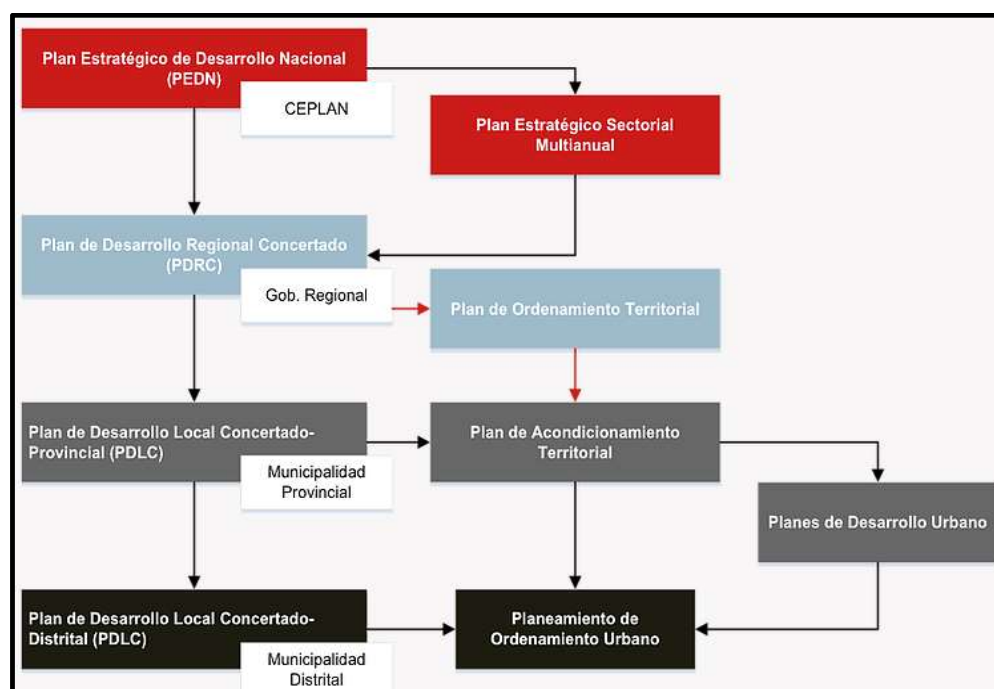 Plan Estratégico de Desarrollo Nacional
(PEDN)
CEPLAN
Plan Estratégico Sectorial
Multianual
Plan de Desarrollo Regional Concertado
(PDRC)
Gob. Regional
Plan de Ordenamiento Territorial
Plan de Desarrollo Local Concertado-
Provincial (PDLC)
Municipalidad
Provincial
Plan de Acondicionamiento
Territorial
Planes de Desarrollo Urbano
Plan de Desarrollo Local Concertado-
Distrital (PDLC)
Municipalidad
Distrital
Planeamiento de
Ordenamiento Urbano